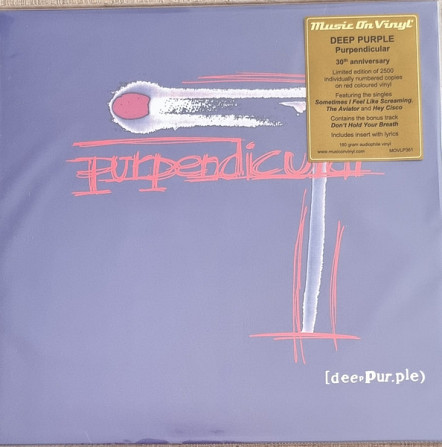 Music On Vinyl
DEEP PURPLE
Purpendicular
30th anniversary
Limited edition of 2500
individually numbered copies
on red coloured vinyl
Featuring the singles
Sometimes I Feel Like Screaming,
The Aviator and Hey Cisco
Contains the bonus track
Don't Hold Your Breath
Includes insert with lyrics
180 gram audiophile vinyl
www.musiconvinyl.com
purpendicular
[deePPur.ple)